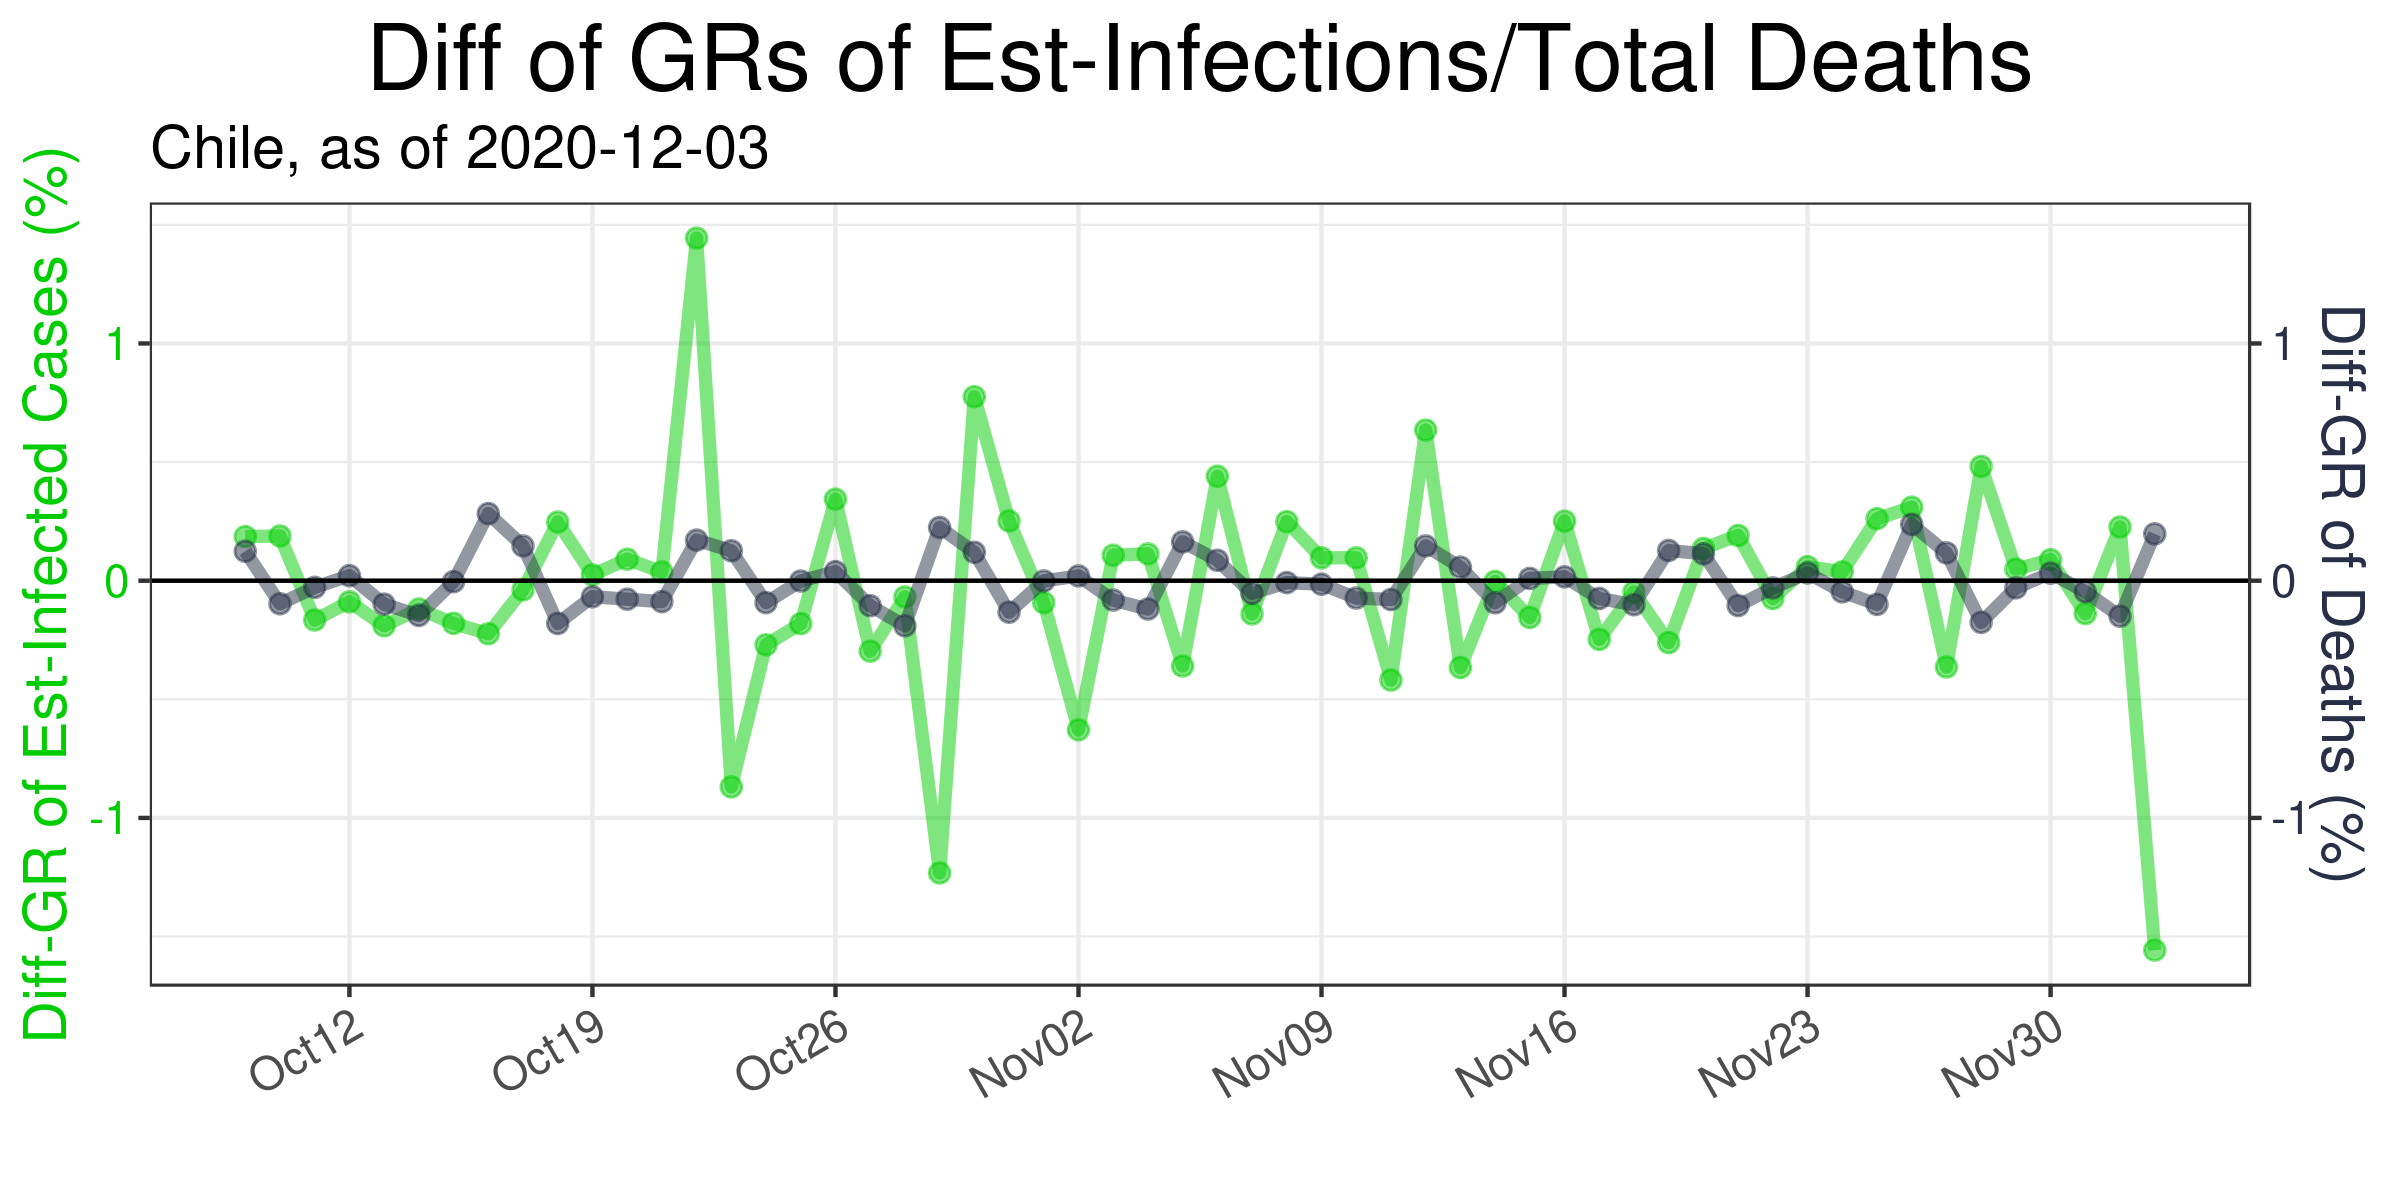 Diff of GRs of Est-Infections/Total Deaths
Chile, as of 2020-12-03
Diff-GR of Est-Infected Cases (%)
1
0
-1
1
0
-1
Diff-GR of Deaths (%)
Oct12
Oct19
Oct26
Nov02
Nov09
Nov16
Nov23
Nov30